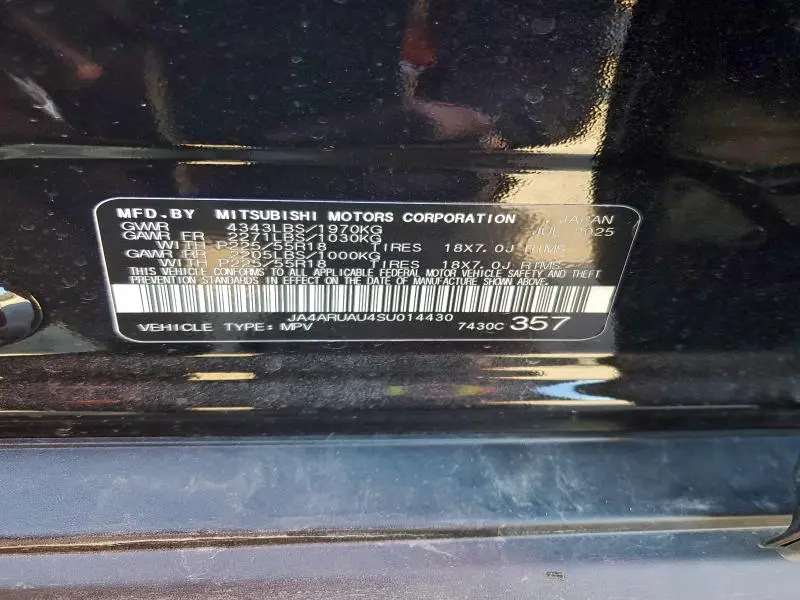 MFD.BY MITSUBISHI MOTORS CORPORATION JAPAN
GWR 4343LBS/1970KG JUL 2025
GAWR FR 2271LBS/1030KG
WITH P225/55R18 TIRES 18X7.0J RIMS
GAWR RR 2205LBS/1000KG
WITH P225/55R18 TIRES 18X7.0J RIMS
THIS VEHICLE CONFORMS TO ALL APPLICABLE FEDERAL MOTOR VEHICLE SAFETY AND THEFT
PREVENTION STANDARDS IN EFFECT ON THE DATE OF MANUFACTURE SHOWN ABOVE.
JA4ARUAU4SU014430
VEHICLE TYPE: MPV 7430C 357